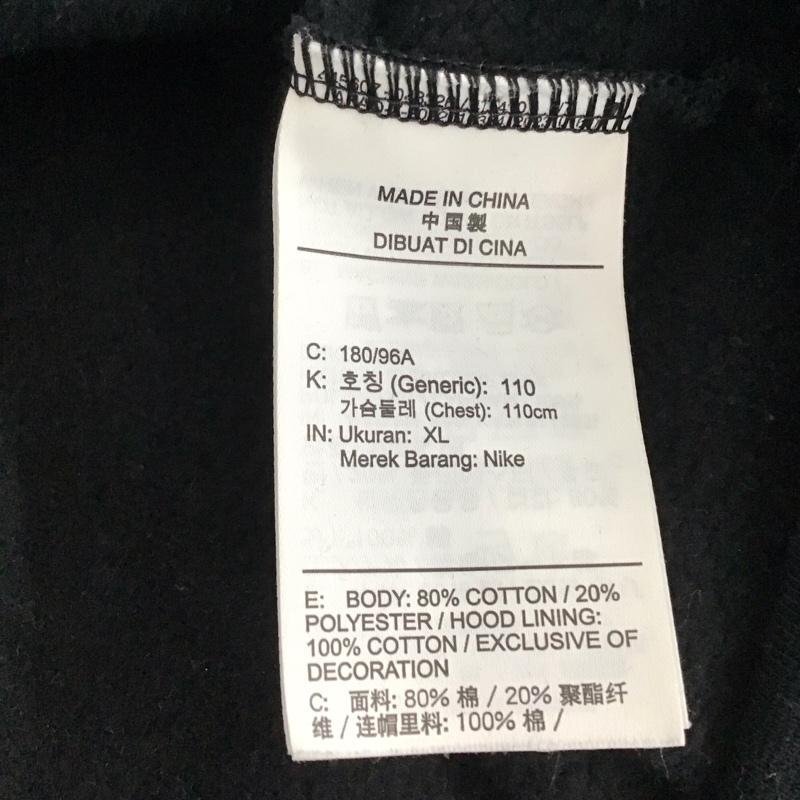 MADE IN CHINA
中国製
DIBUAT DI CINA
C: 180/96A
K: 호칭 (Generic): 110
가슴둘레 (Chest): 110cm
IN: Ukuran: XL
Merek Barang: Nike
E: BODY: 80% COTTON / 20%
POLYESTER / HOOD LINING:
100% COTTON / EXCLUSIVE OF
DECORATION
C: 面料: 80% 棉 / 20% 聚酯纤
维 / 连帽里料: 100% 棉 /